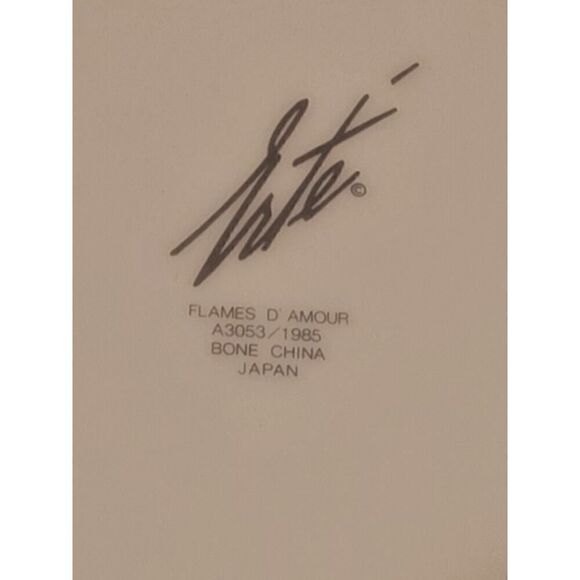 Erté ©
FLAMES D'AMOUR
A3053/1985
BONE CHINA
JAPAN